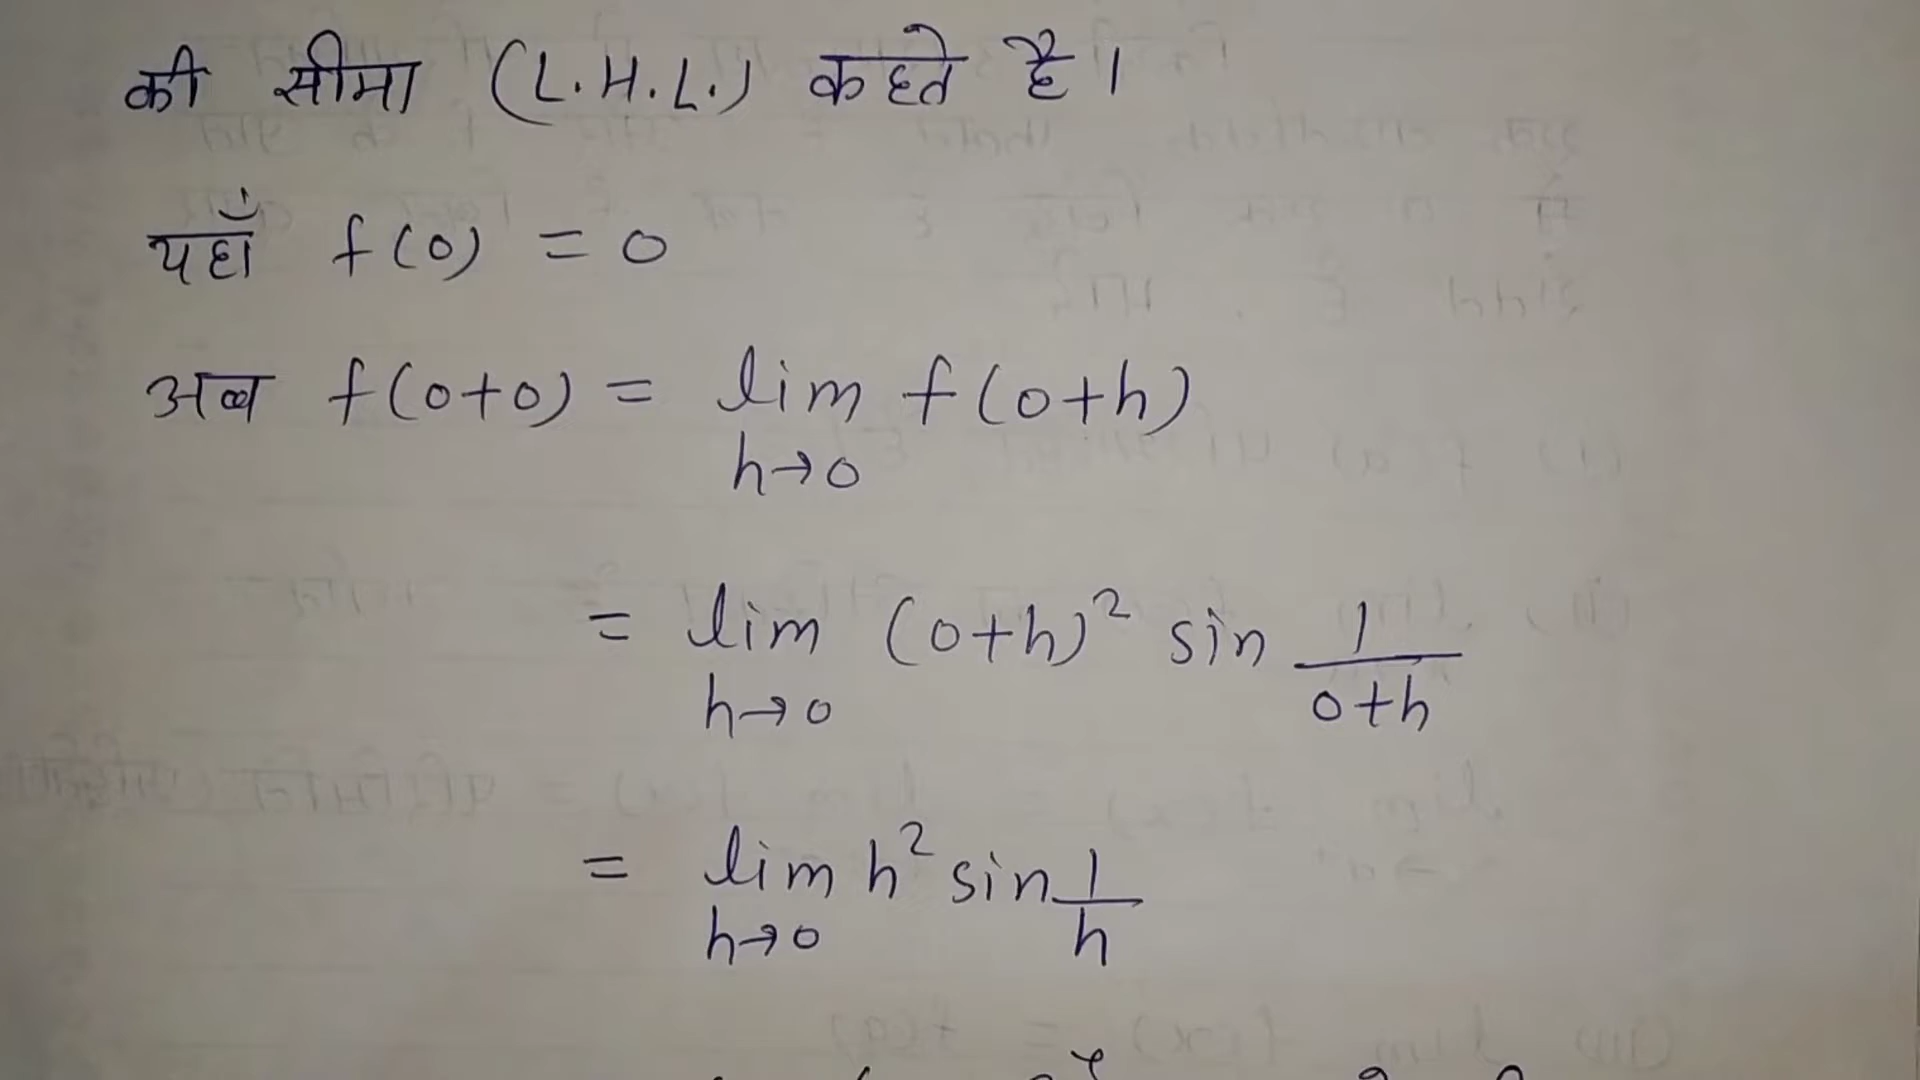 की सीमा (L.H.L.) कहते है।
यहाँ f(0) = 0
अब f(0+0) = lim f(0+h)
h→0
= lim (0+h)² sin 1/(0+h)
h→0
= lim h² sin 1/h
h→0